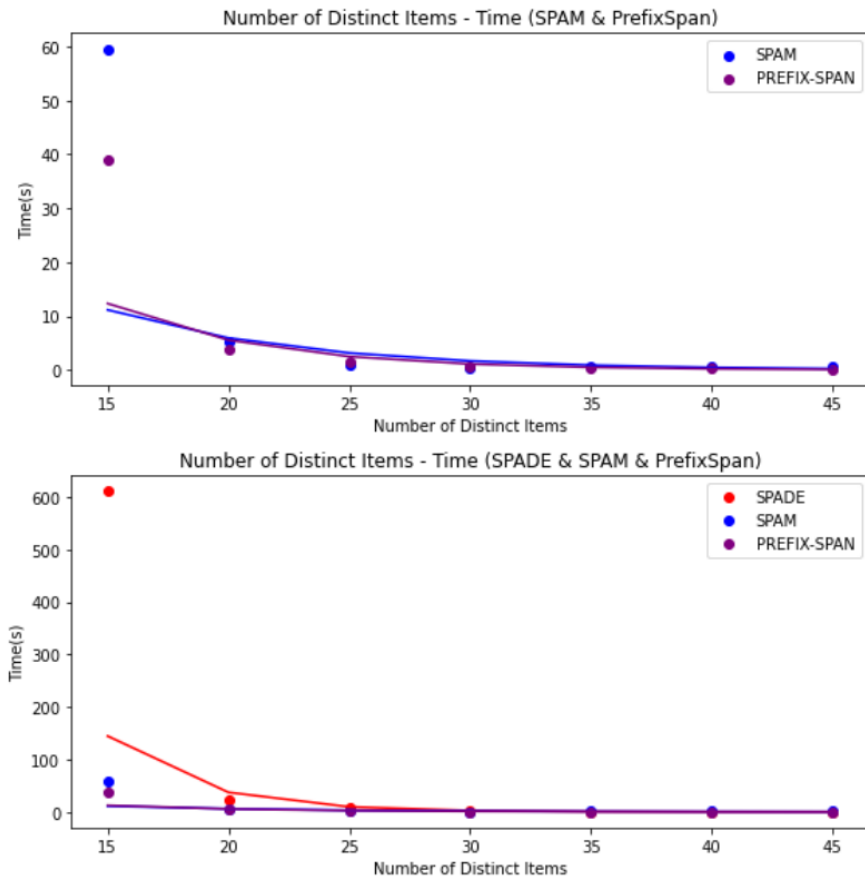 Number of Distinct Items - Time (SPAM & PrefixSpan)
60
50
40
30
20
10
0
Time(s)
SPAM
PREFIX-SPAN
15 20 25 30 35 40 45
Number of Distinct Items
Number of Distinct Items - Time (SPADE & SPAM & PrefixSpan)
600
500
400
300
200
100
0
Time(s)
SPADE
SPAM
PREFIX-SPAN
15 20 25 30 35 40 45
Number of Distinct Items